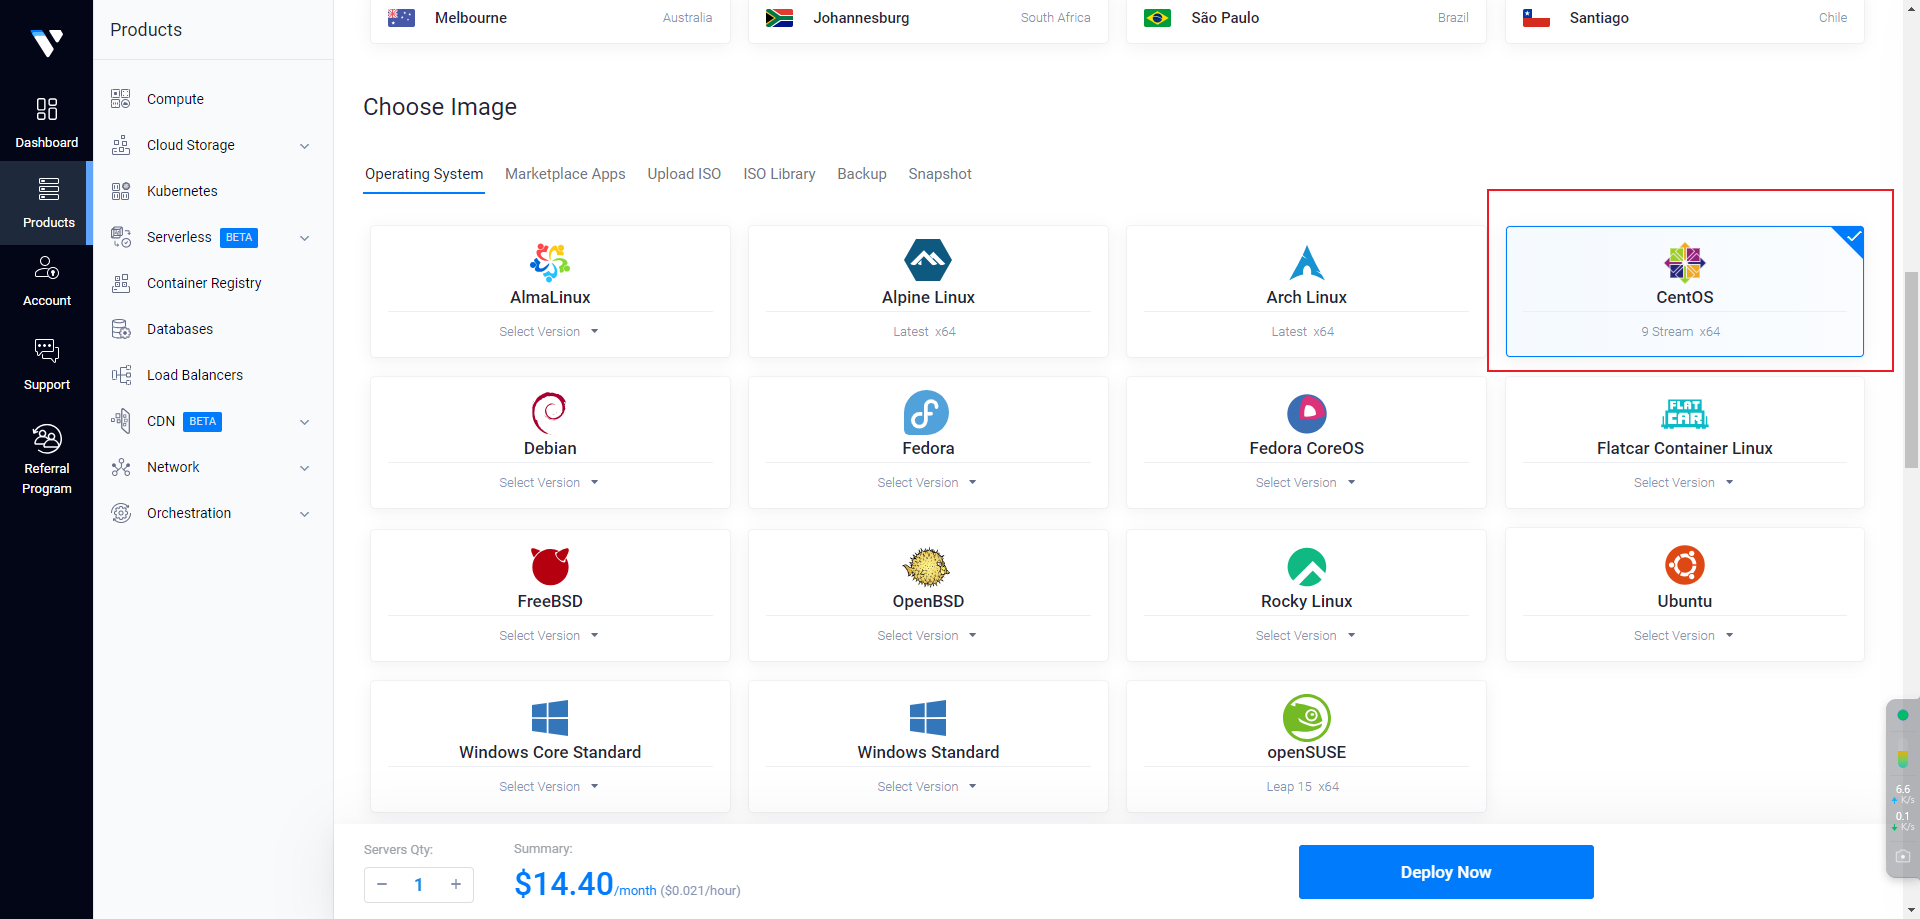 Dashboard
Products
Account
Support
Referral
Program
Products
Compute
Cloud Storage
Kubernetes
Serverless BETA
Container Registry
Databases
Load Balancers
CDN BETA
Network
Orchestration
Melbourne Australia
Johannesburg South Africa
São Paulo Brazil
Santiago Chile
Choose Image
Operating System Marketplace Apps Upload ISO ISO Library Backup Snapshot
AlmaLinux
Select Version
Alpine Linux
Latest x64
Arch Linux
Latest x64
CentOS
9 Stream x64
Debian
Select Version
Fedora
Select Version
Fedora CoreOS
Select Version
FLAT
CAR
Flatcar Container Linux
Select Version
FreeBSD
Select Version
OpenBSD
Select Version
Rocky Linux
Select Version
Ubuntu
Select Version
Windows Core Standard
Select Version
Windows Standard
Select Version
openSUSE
Leap 15 x64
Servers Qty:
− 1 +
Summary:
$14.40/month ($0.021/hour)
Deploy Now
6.6
K/s
0.1
K/s